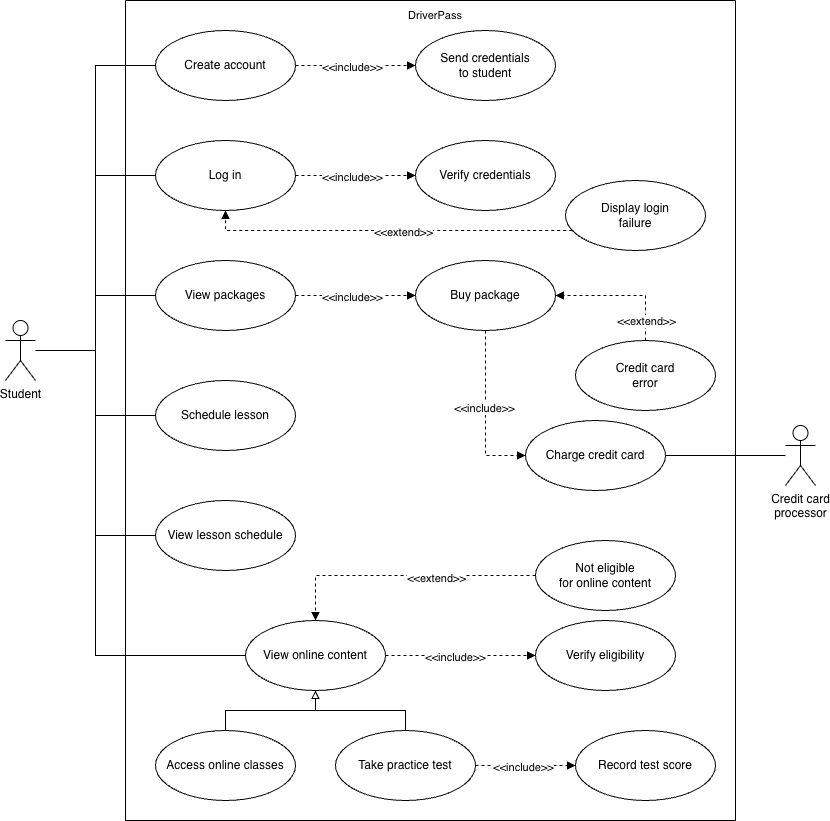 DriverPass
Create account
<<include>>
Send credentials
to student
Log in
<<include>>
Verify credentials
Display login
failure
<<extend>>
View packages
<<include>>
Buy package
<<extend>>
Credit card
error
Student
<<include>>
Schedule lesson
Charge credit card
Credit card
processor
View lesson schedule
Not eligible
for online content
<<extend>>
View online content
<<include>>
Verify eligibility
Access online classes
Take practice test
<<include>>
Record test score